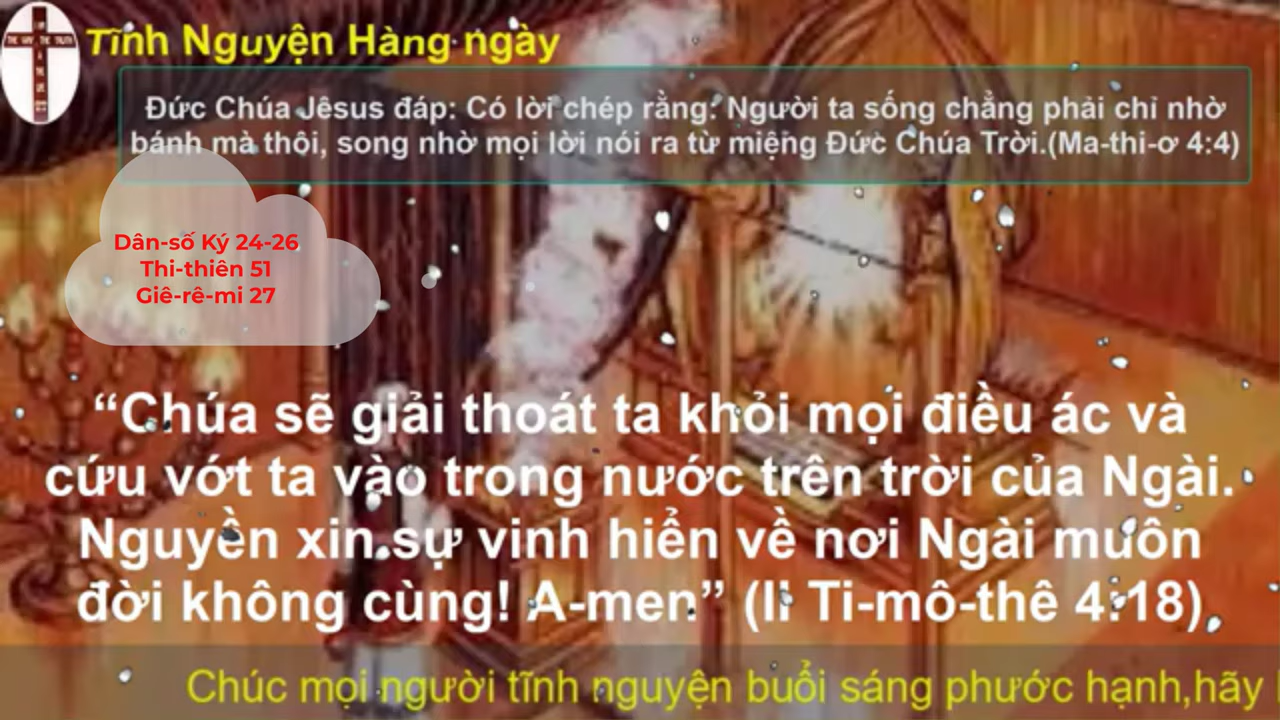 THE WAY THE TRUTH
Tĩnh Nguyện Hàng ngày
Đức Chúa Jêsus đáp: Có lời chép rằng: Người ta sống chẳng phải chỉ nhờ
bánh mà thôi, song nhờ mọi lời nói ra từ miệng Đức Chúa Trời.(Ma-thi-ơ 4:4)
Dân-số Ký 24-26
Thi-thiên 51
Giê-rê-mi 27
“Chúa sẽ giải thoát ta khỏi mọi điều ác và
cứu vớt ta vào trong nước trên trời của Ngài.
Nguyền xin sự vinh hiển về nơi Ngài muôn
đời không cùng! A-men” (Ii Ti-mô-thê 4:18)
Chúc mọi người tĩnh nguyện buổi sáng phước hạnh,hãy